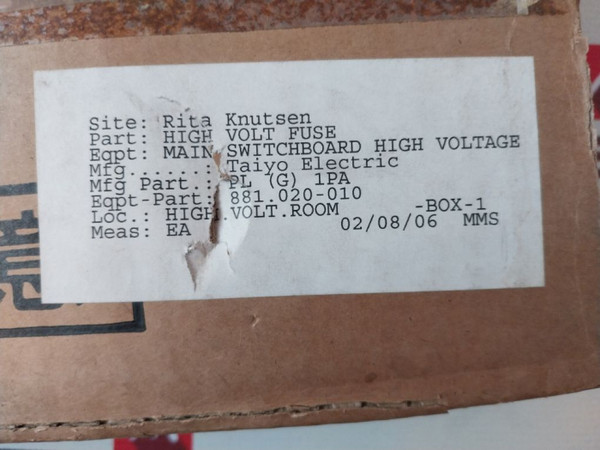 Site: Rita Knutsen
Part: HIGH VOLT FUSE
Eqpt: MAIN SWITCHBOARD HIGH VOLTAGE
Mfg......: Taiyo Electric
Mfg Part.: PL (G) 1PA
Eqpt-Part: 881.020-010
Loc.: HIGH.VOLT.ROOM -BOX-1
Meas: EA 02/08/06 MMS